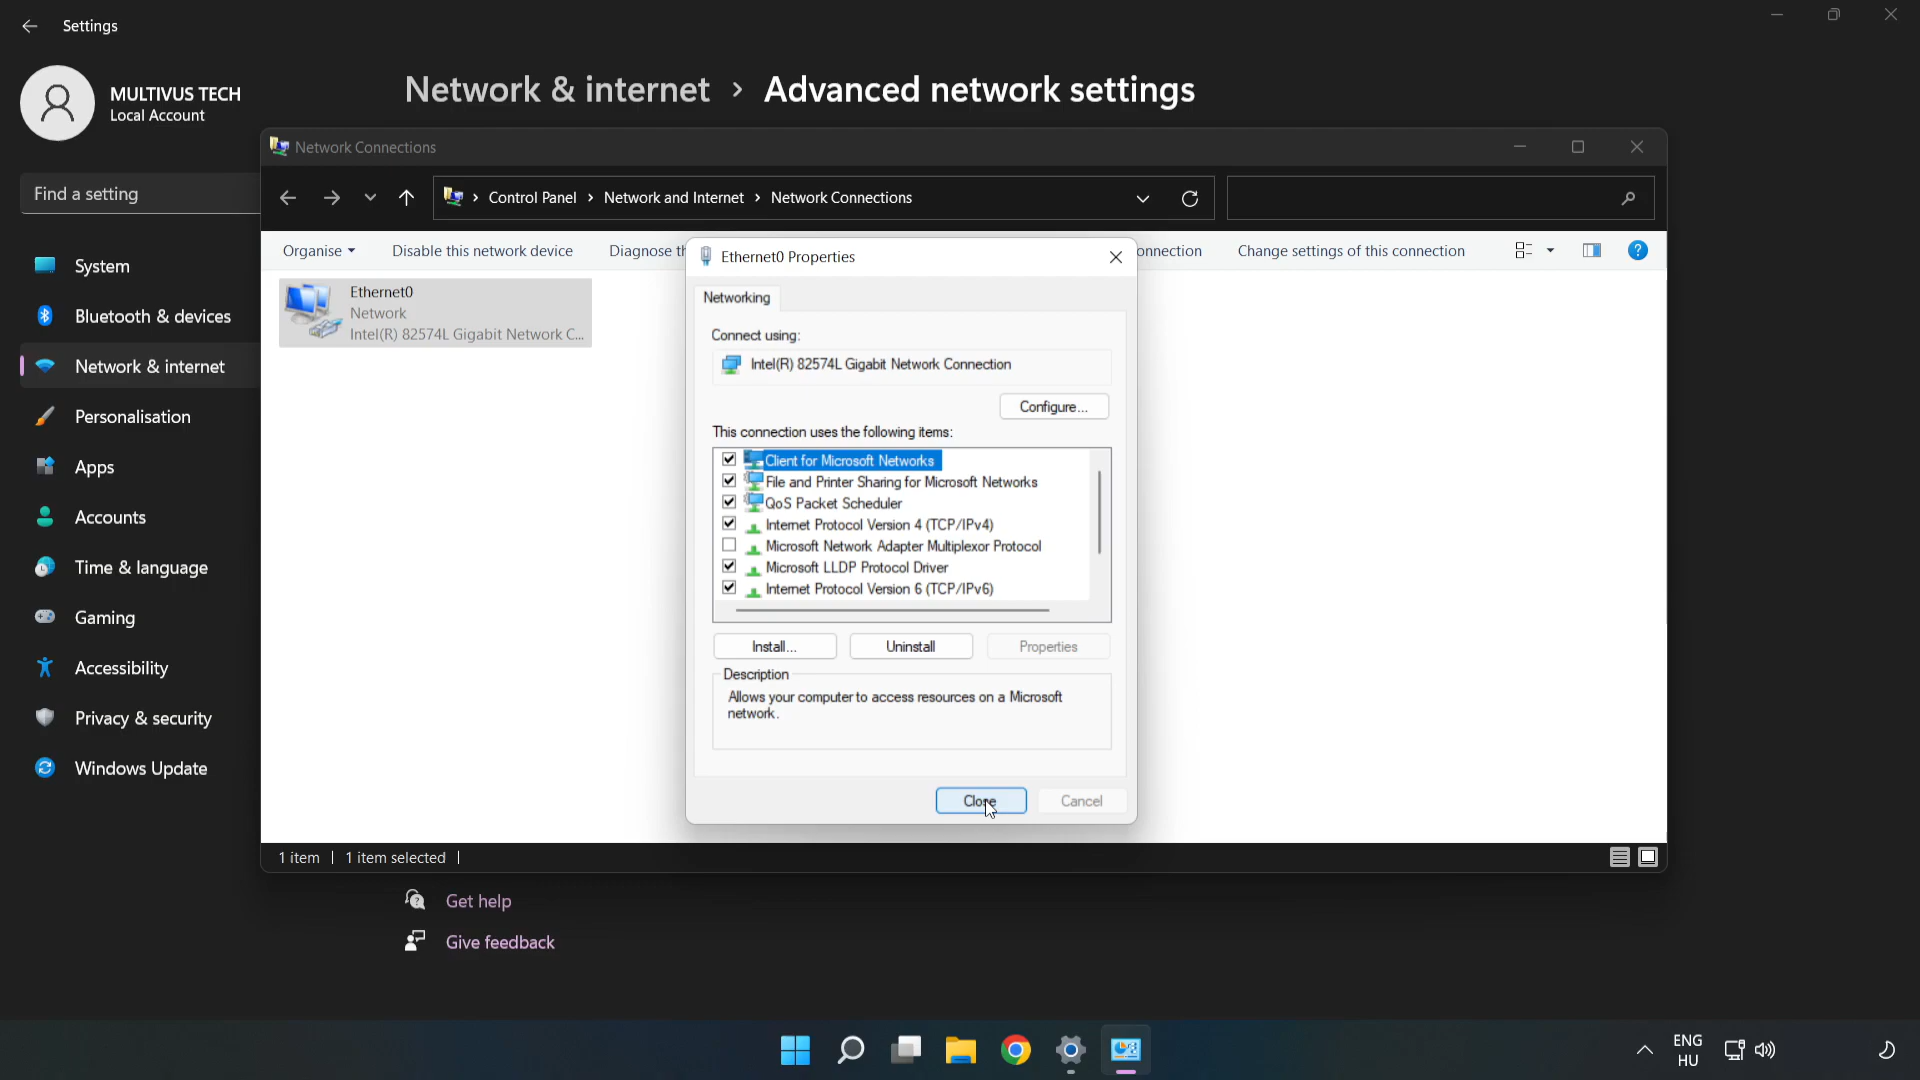 Settings
MULTIVUS TECH
Local Account
Network & internet › Advanced network settings
Find a setting
System
Bluetooth & devices
Network & internet
Personalisation
Apps
Accounts
Time & language
Gaming
Accessibility
Privacy & security
Windows Update
Network Connections
Control Panel › Network and Internet › Network Connections
Organise
Disable this network device
Diagnose th
onnection
Change settings of this connection
Ethernet0
Network
Intel(R) 82574L Gigabit Network C...
Ethernet0 Properties
Networking
Connect using:
Intel(R) 82574L Gigabit Network Connection
Configure...
This connection uses the following items:
Client for Microsoft Networks
File and Printer Sharing for Microsoft Networks
QoS Packet Scheduler
Internet Protocol Version 4 (TCP/IPv4)
Microsoft Network Adapter Multiplexor Protocol
Microsoft LLDP Protocol Driver
Internet Protocol Version 6 (TCP/IPv6)
Install...
Uninstall
Properties
Description
Allows your computer to access resources on a Microsoft
network.
Close
Cancel
1 item
1 item selected
Get help
Give feedback
ENG
HU